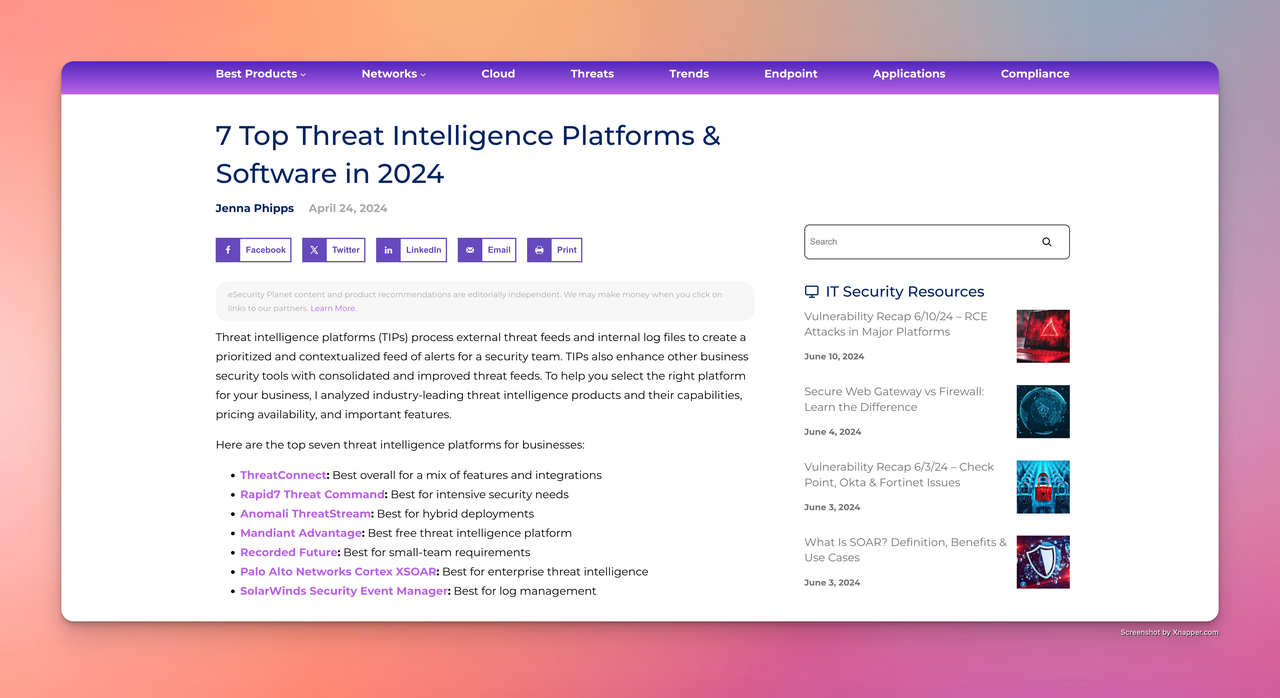 Best Products
Networks
Cloud
Threats
Trends
Endpoint
Applications
Compliance
7 Top Threat Intelligence Platforms &
Software in 2024
Jenna Phipps
April 24, 2024
Facebook
Twitter
LinkedIn
Email
Print
eSecurity Planet content and product recommendations are editorially independent. We may make money when you click on
links to our partners. Learn More.
Threat intelligence platforms (TIPs) process external threat feeds and internal log files to create a
prioritized and contextualized feed of alerts for a security team. TIPs also enhance other business
security tools with consolidated and improved threat feeds. To help you select the right platform
for your business, I analyzed industry-leading threat intelligence products and their capabilities,
pricing availability, and important features.
Here are the top seven threat intelligence platforms for businesses:
• ThreatConnect: Best overall for a mix of features and integrations
• Rapid7 Threat Command: Best for intensive security needs
• Anomali ThreatStream: Best for hybrid deployments
• Mandiant Advantage: Best free threat intelligence platform
• Recorded Future: Best for small-team requirements
• Palo Alto Networks Cortex XSOAR: Best for enterprise threat intelligence
• SolarWinds Security Event Manager: Best for log management
Search
IT Security Resources
Vulnerability Recap 6/10/24 – RCE
Attacks in Major Platforms
June 10, 2024
Secure Web Gateway vs Firewall:
Learn the Difference
June 4, 2024
Vulnerability Recap 6/3/24 – Check
Point, Okta & Fortinet Issues
June 3, 2024
What Is SOAR? Definition, Benefits &
Use Cases
June 3, 2024
Screenshot by Xnapper.com